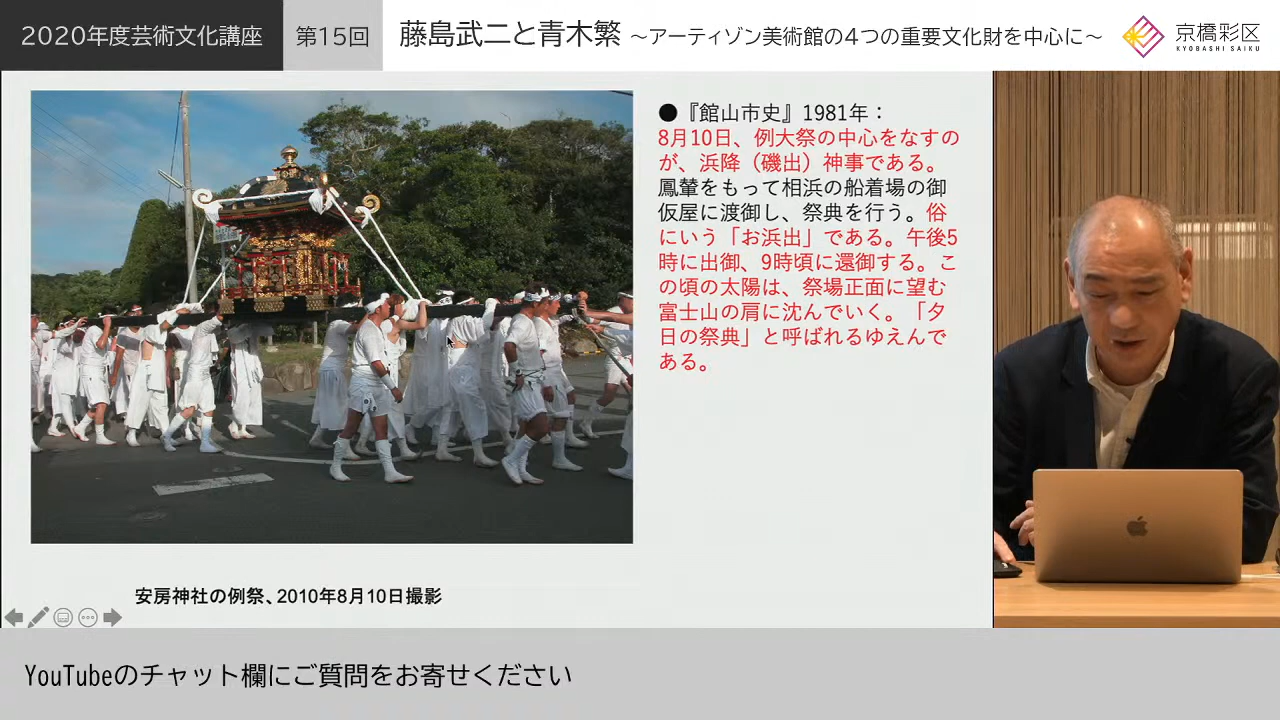 2020年度芸術文化講座
第15回
藤島武二と青木繁 ～アーティゾン美術館の4つの重要文化財を中心に～
京橋彩区
KYOBASHI SAIKU
●『館山市史』1981年：
8月10日、例大祭の中心をなすの
が、浜降（磯出）神事である。
鳳輦をもって相浜の船着場の御
仮屋に渡御し、祭典を行う。俗
にいう「お浜出」である。午後5
時に出御、9時頃に還御する。こ
の頃の太陽は、祭場正面に望む
富士山の肩に沈んでいく。「夕
日の祭典」と呼ばれるゆえんで
ある。
安房神社の例祭、2010年8月10日撮影
YouTubeのチャット欄にご質問をお寄せください